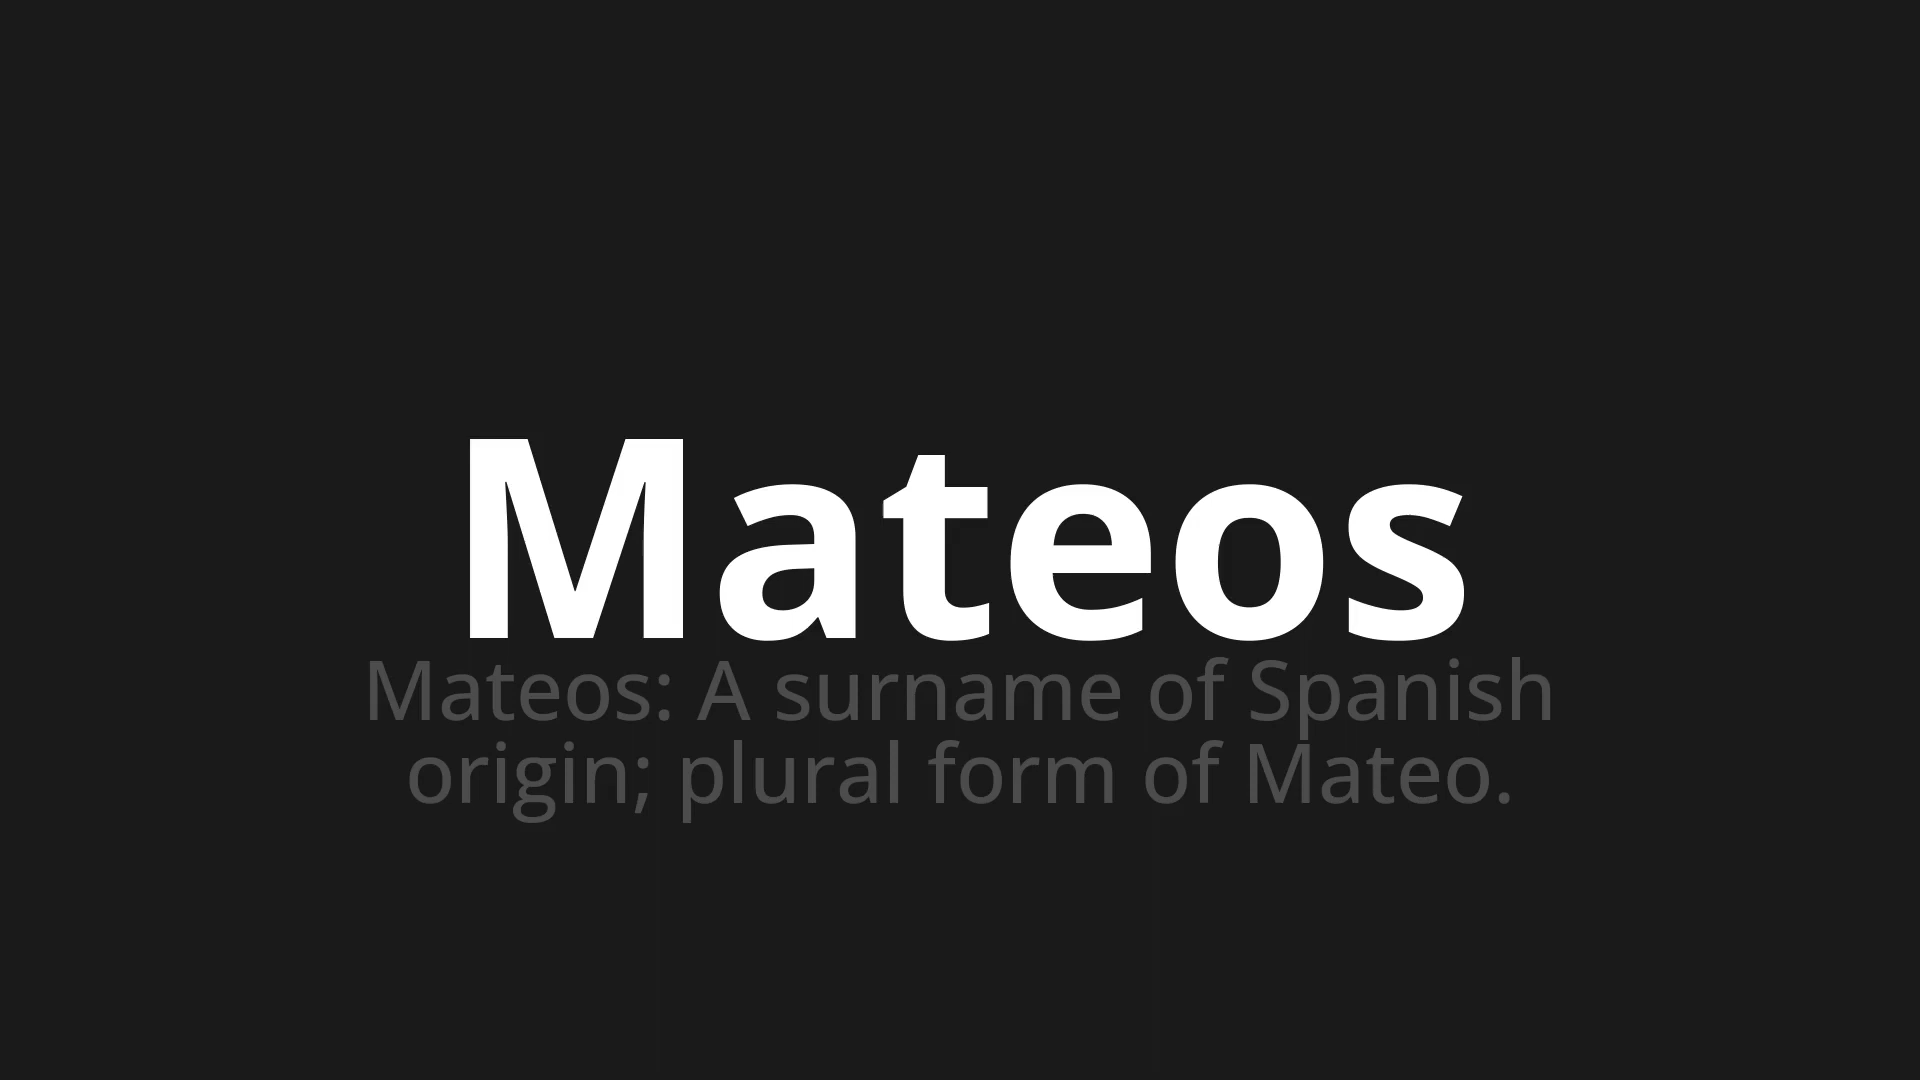 Mateos
Mateos: A surname of Spanish
origin; plural form of Mateo.